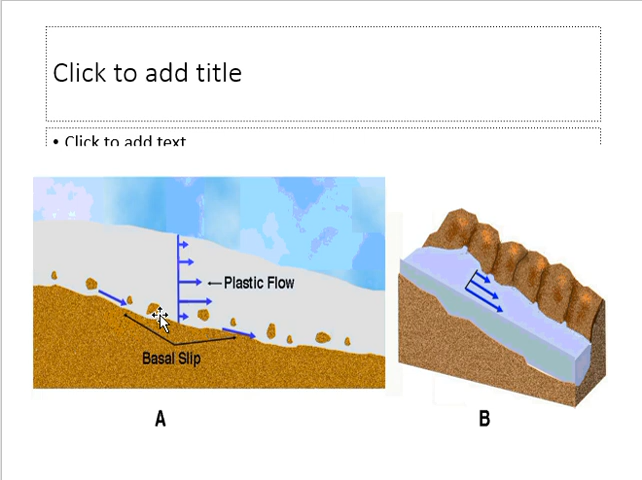 Click to add title
• Click to add text
Plastic Flow
Basal Slip
A
B